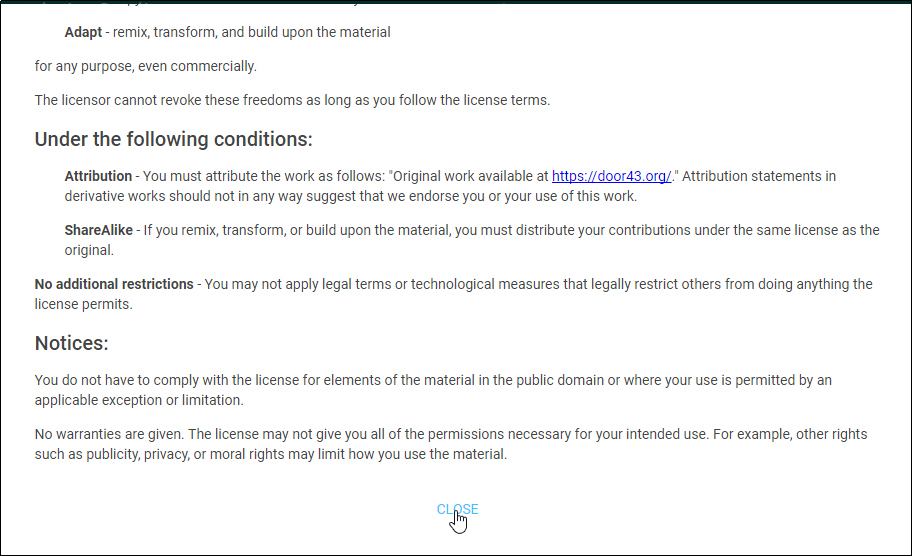 Adapt - remix, transform, and build upon the material
for any purpose, even commercially.
The licensor cannot revoke these freedoms as long as you follow the license terms.
Under the following conditions:
Attribution - You must attribute the work as follows: "Original work available at https://door43.org/." Attribution statements in
derivative works should not in any way suggest that we endorse you or your use of this work.
ShareAlike - If you remix, transform, or build upon the material, you must distribute your contributions under the same license as the
original.
No additional restrictions - You may not apply legal terms or technological measures that legally restrict others from doing anything the
license permits.
Notices:
You do not have to comply with the license for elements of the material in the public domain or where your use is permitted by an
applicable exception or limitation.
No warranties are given. The license may not give you all of the permissions necessary for your intended use. For example, other rights
such as publicity, privacy, or moral rights may limit how you use the material.
CLOSE